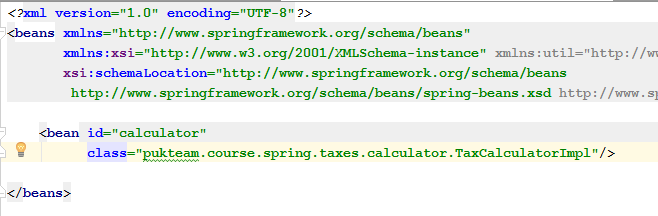 <?xml version="1.0" encoding="UTF-8"?>
<beans xmlns="http://www.springframework.org/schema/beans"
xmlns:xsi="http://www.w3.org/2001/XMLSchema-instance" xmlns:util="http://ww
xsi:schemaLocation="http://www.springframework.org/schema/beans
http://www.springframework.org/schema/beans/spring-beans.xsd http://www.sp
<bean id="calculator"
class="pukteam.course.spring.taxes.calculator.TaxCalculatorImpl"/>
</beans>